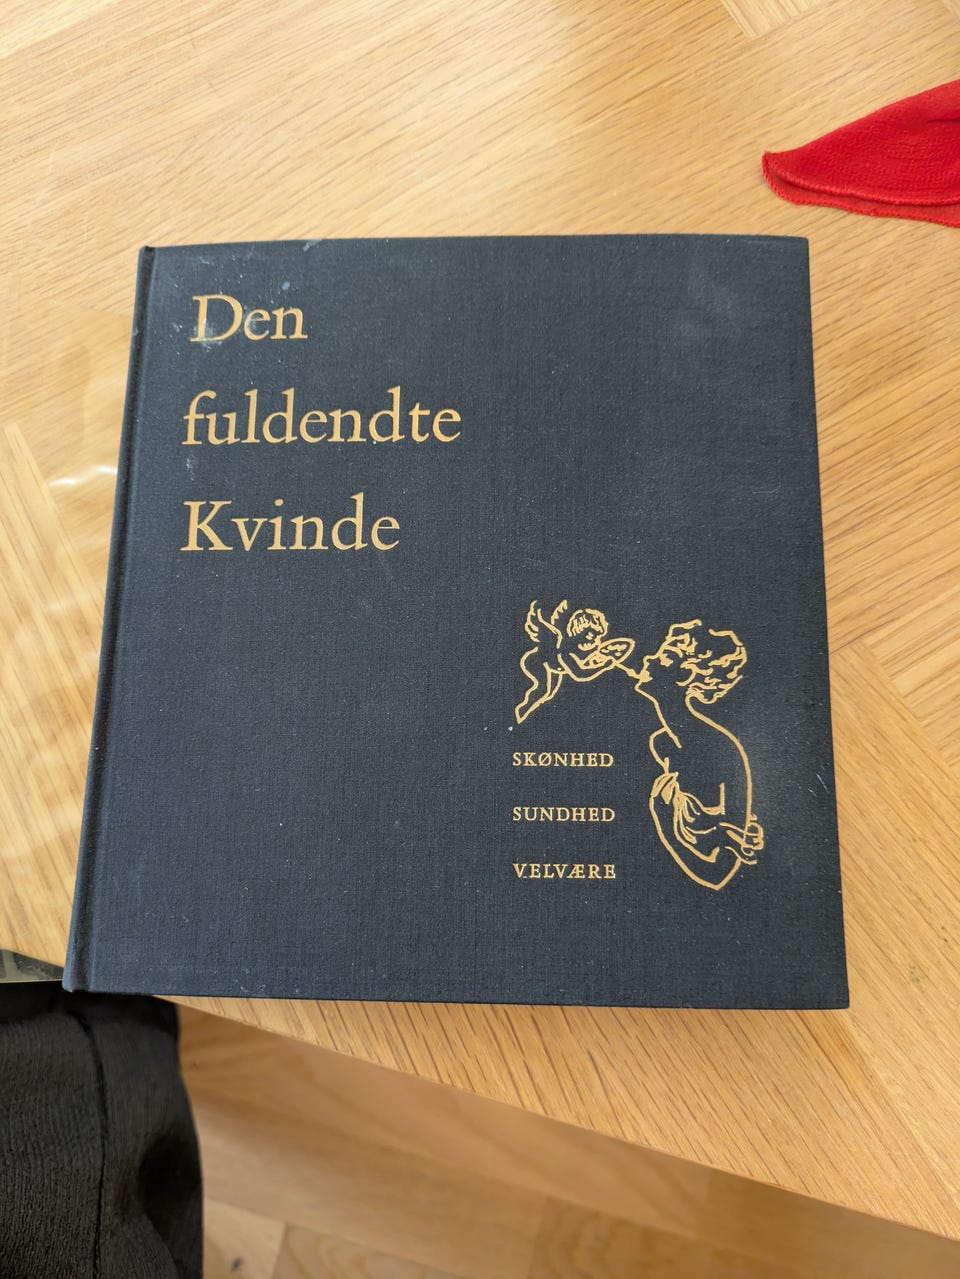 Den
fuldendte
Kvinde
SKØNHED
SUNDHED
VELVÆRE